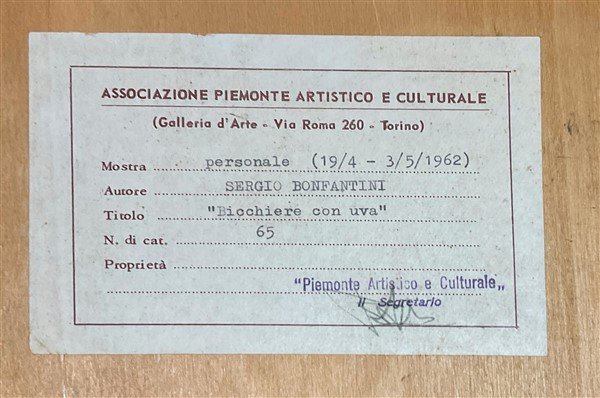 ASSOCIAZIONE PIEMONTE ARTISTICO E CULTURALE
(Galleria d'Arte - Via Roma 260 - Torino)
Mostra personale (19/4 - 3/5/1962)
Autore SERGIO BONFANTINI
Titolo "Bicchiere con uva"
N. di cat. 65
Proprietà
"Piemonte Artistico e Culturale"
Il Segretario